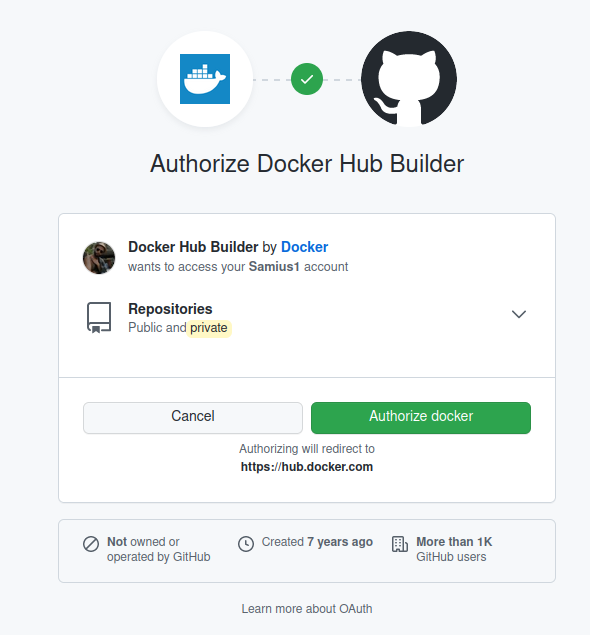 Authorize Docker Hub Builder
Docker Hub Builder by Docker
wants to access your Samius1 account
Repositories
Public and private
Cancel
Authorize docker
Authorizing will redirect to
https://hub.docker.com
Not owned or
operated by GitHub
Created 7 years ago
More than 1K
GitHub users
Learn more about OAuth